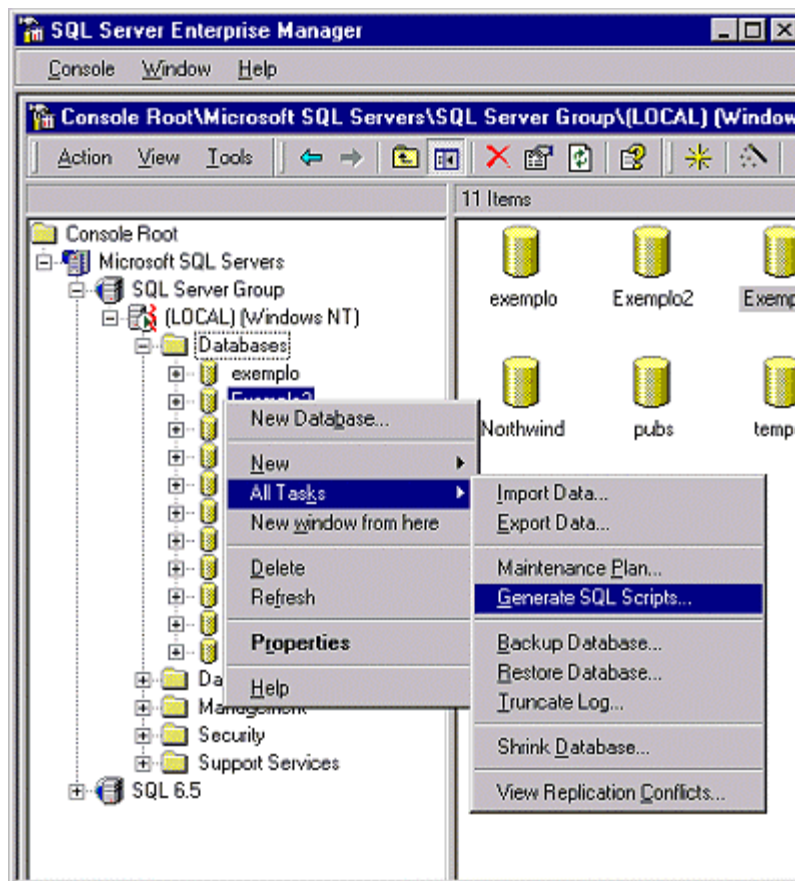 SQL Server Enterprise Manager
Console Window Help
Console Root\Microsoft SQL Servers\SQL Server Group\(LOCAL) (Window
Action View Tools
11 Items
Console Root
Microsoft SQL Servers
SQL Server Group
(LOCAL) (Windows NT)
Databases
exemplo
New Database...
New
All Tasks
New window from here
Delete
Refresh
Properties
Help
Da
Management
Security
Support Services
SQL 6.5
exemplo Exemplo2 Exemp
Northwind pubs temp
Import Data...
Export Data...
Maintenance Plan...
Generate SQL Scripts...
Backup Database...
Restore Database...
Truncate Log...
Shrink Database...
View Replication Conflicts...